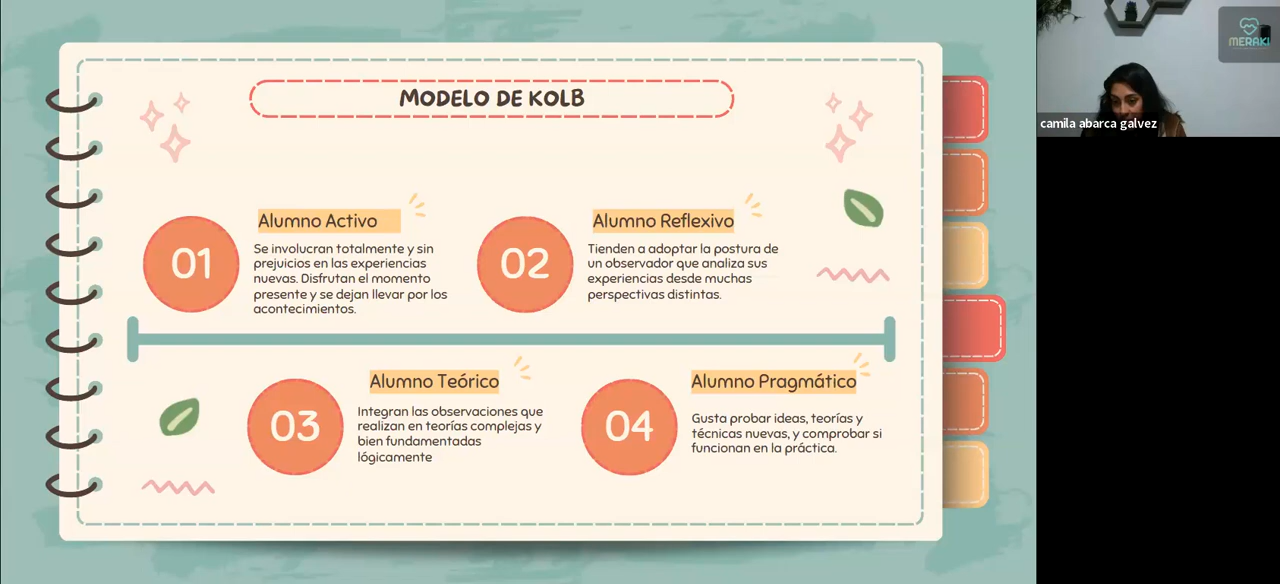 MODELO DE KOLB
01
Alumno Activo
Se involucran totalmente y sin
prejuicios en las experiencias
nuevas. Disfrutan el momento
presente y se dejan llevar por los
acontecimientos.
02
Alumno Reflexivo
Tienden a adoptar la postura de
un observador que analiza sus
experiencias desde muchas
perspectivas distintas.
03
Alumno Teórico
Integran las observaciones que
realizan en teorías complejas y
bien fundamentadas
lógicamente
04
Alumno Pragmático
Gusta probar ideas, teorías y
técnicas nuevas, y comprobar si
funcionan en la práctica.
MERAKI
camila abarca galvez